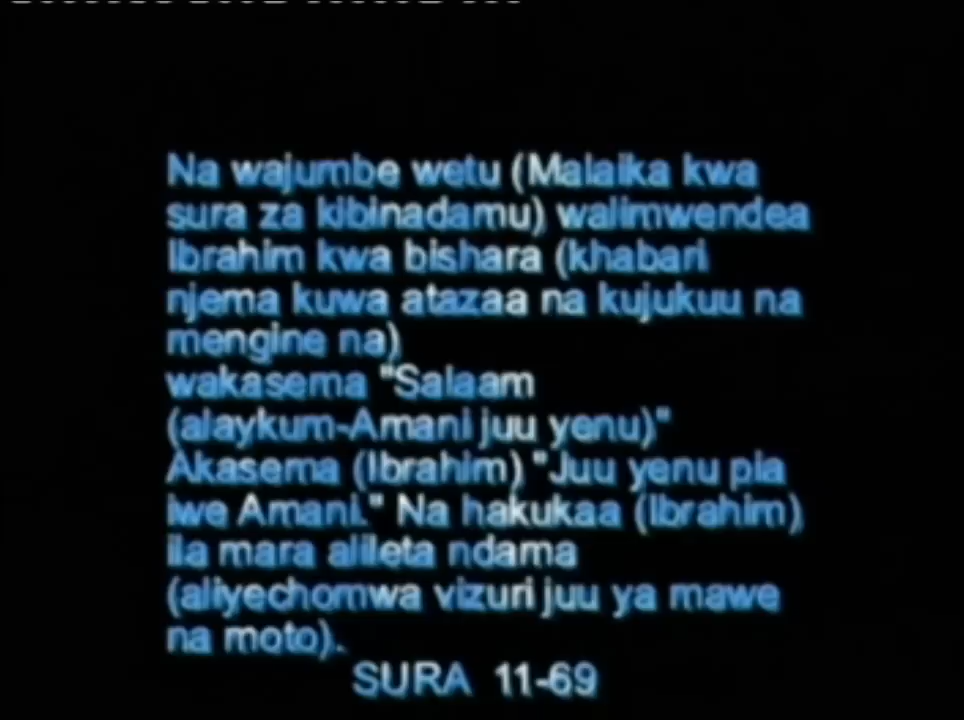 Na wajumbe wetu (Malaika kwa
sura za kibinadamu) walimwendea
Ibrahim kwa bishara (khabari
njema kuwa atazaa na kujukuu na
mengine na)
wakasema "Salaam
(alaykum-Amani juu yenu)"
Akasema (Ibrahim) "Juu yenu pia
iwe Amani." Na hakukaa (Ibrahim)
ila mara alileta ndama
(aliyechomwa vizuri juu ya mawe
na moto).
SURA 11-69